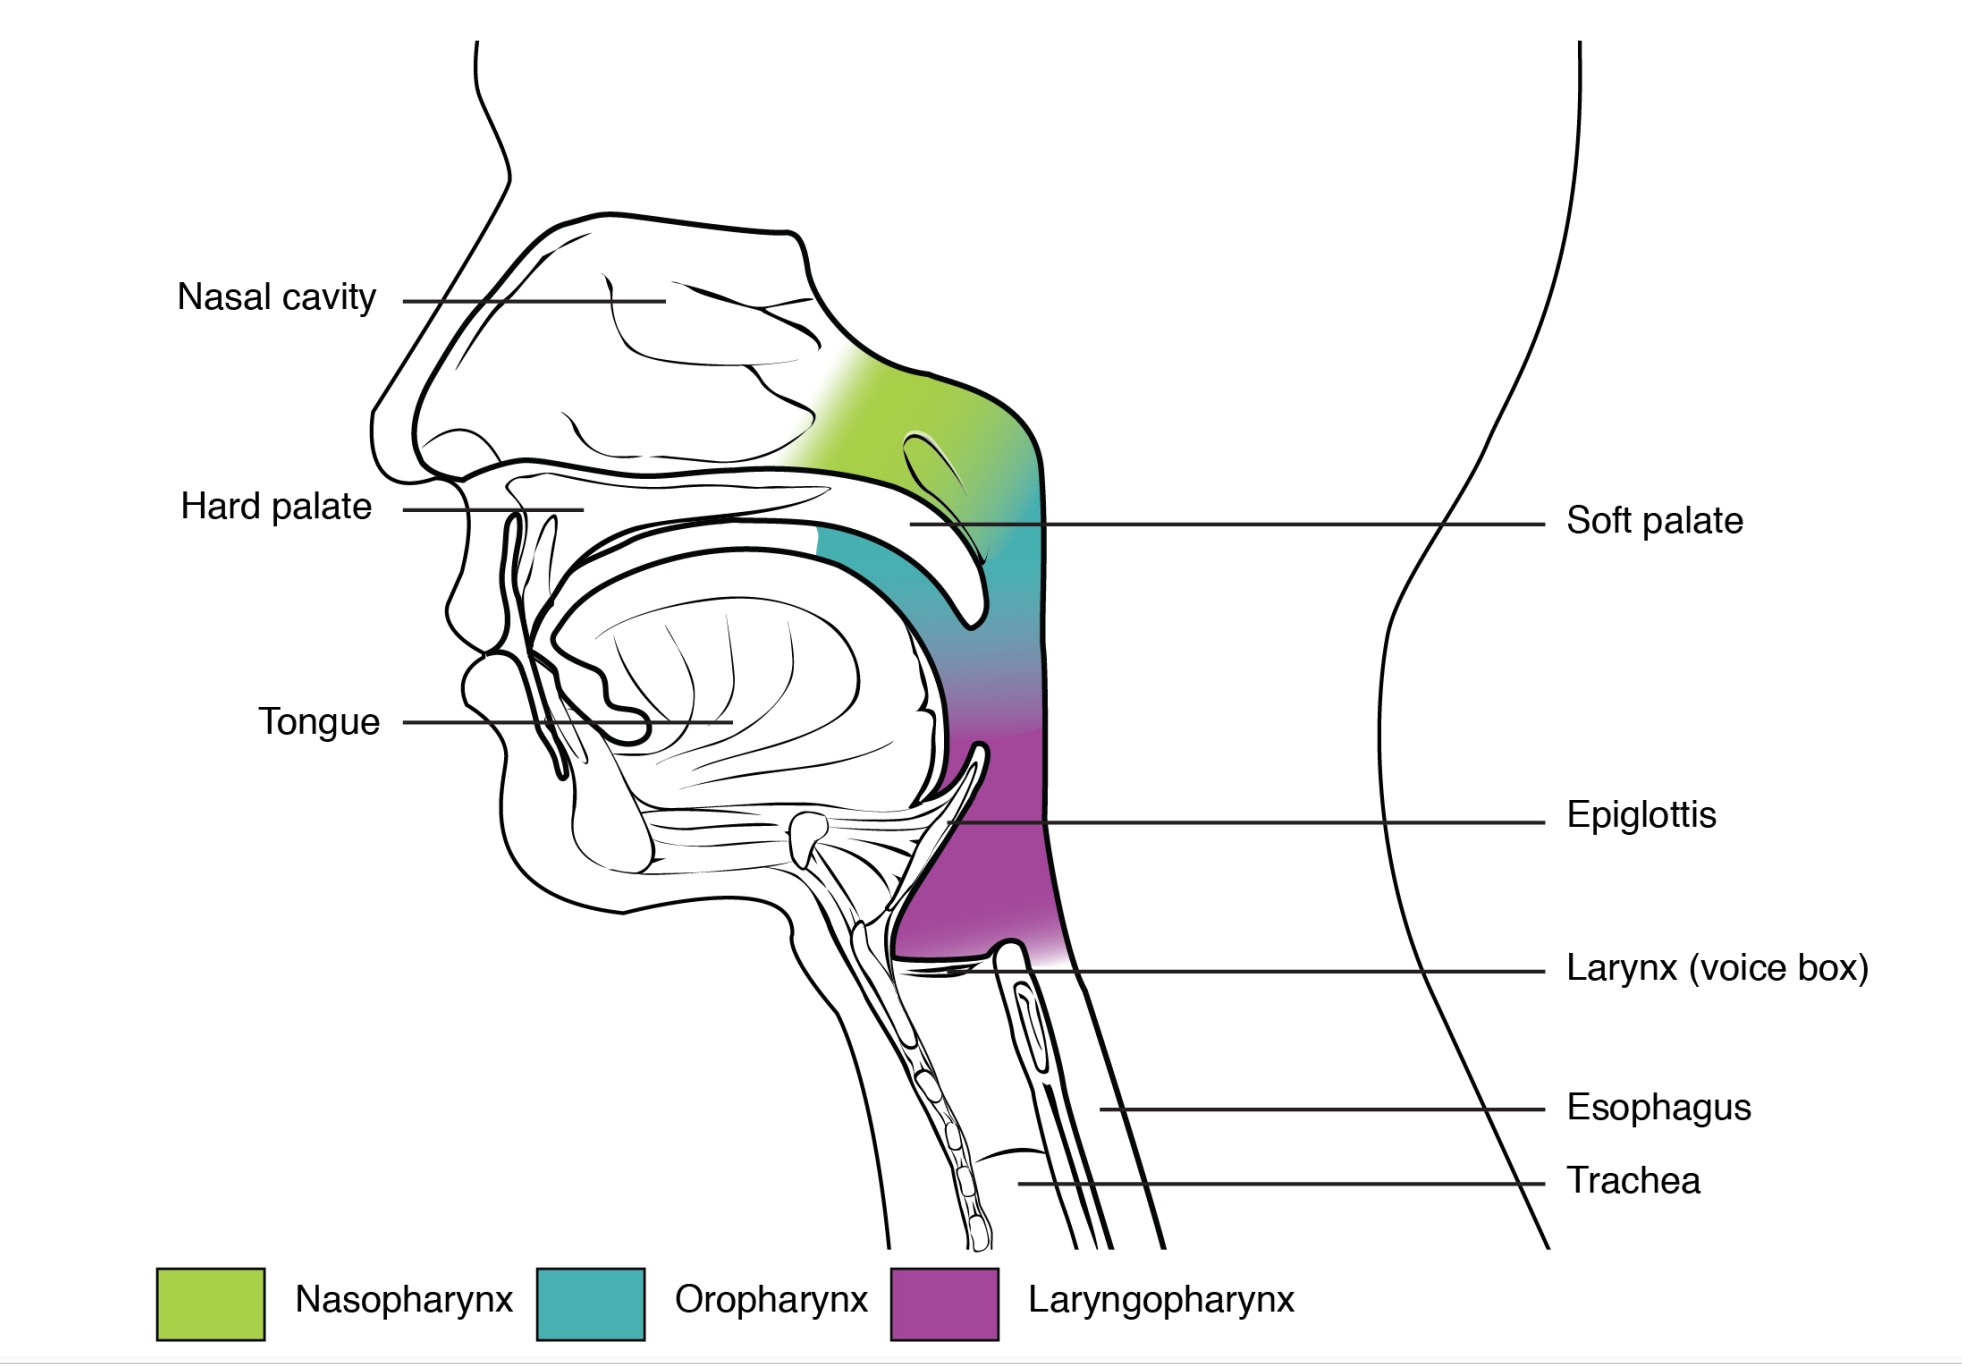 Nasal cavity
Hard palate
Soft palate
Tongue
Epiglottis
Larynx (voice box)
Esophagus
Trachea
Nasopharynx
Oropharynx
Laryngopharynx